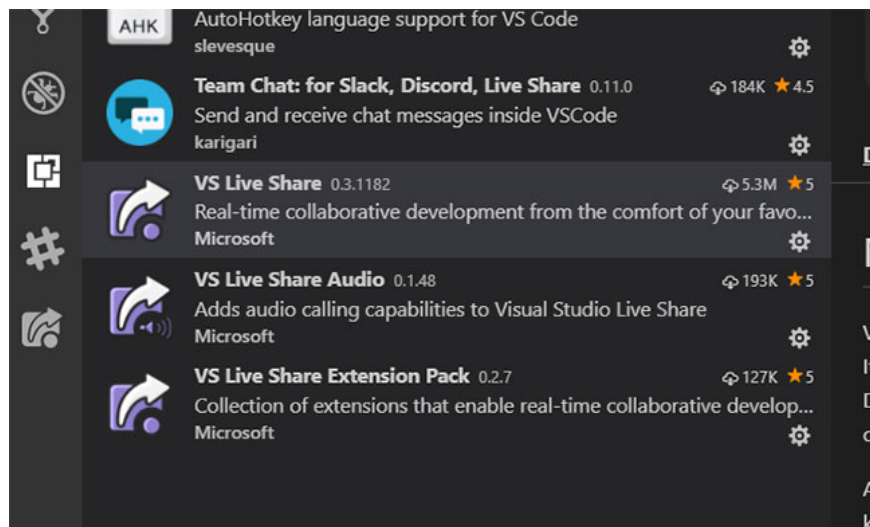 AHK
AutoHotkey language support for VS Code
slevesque
Team Chat: for Slack, Discord, Live Share 0.11.0 184K 4.5
Send and receive chat messages inside VSCode
karigari
VS Live Share 0.3.1182 5.3M 5
Real-time collaborative development from the comfort of your favo...
Microsoft
VS Live Share Audio 0.1.48 193K 5
Adds audio calling capabilities to Visual Studio Live Share
Microsoft
VS Live Share Extension Pack 0.2.7 127K 5
Collection of extensions that enable real-time collaborative develop...
Microsoft